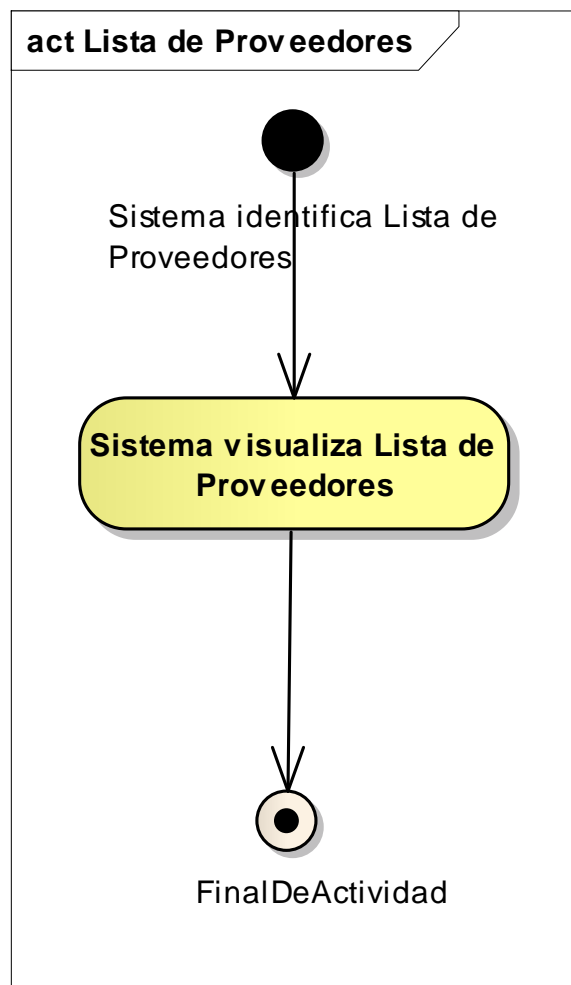 act Lista de Proveedores
Sistema identifica Lista de
Proveedores
Sistema visualiza Lista de
Proveedores
FinalDeActividad